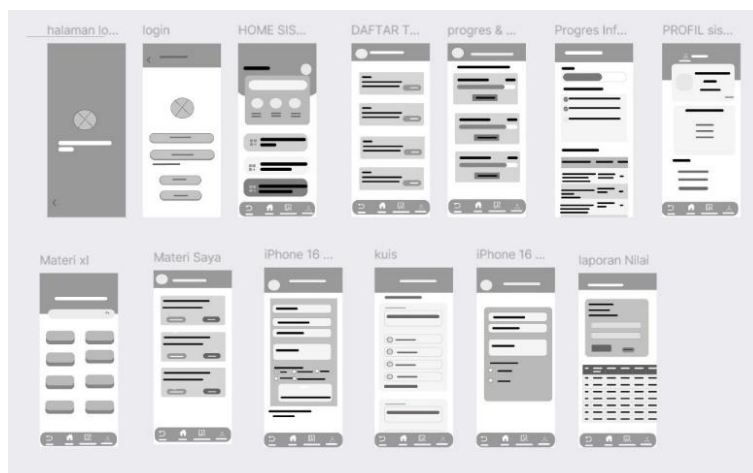 halaman lo...
login
HOME SIS...
DAFTAR T...
progres & ...
Progres Inf...
PROFIL sis...
Materi xl
Materi Saya
iPhone 16 ...
kuis
iPhone 16 ...
laporan Nilai